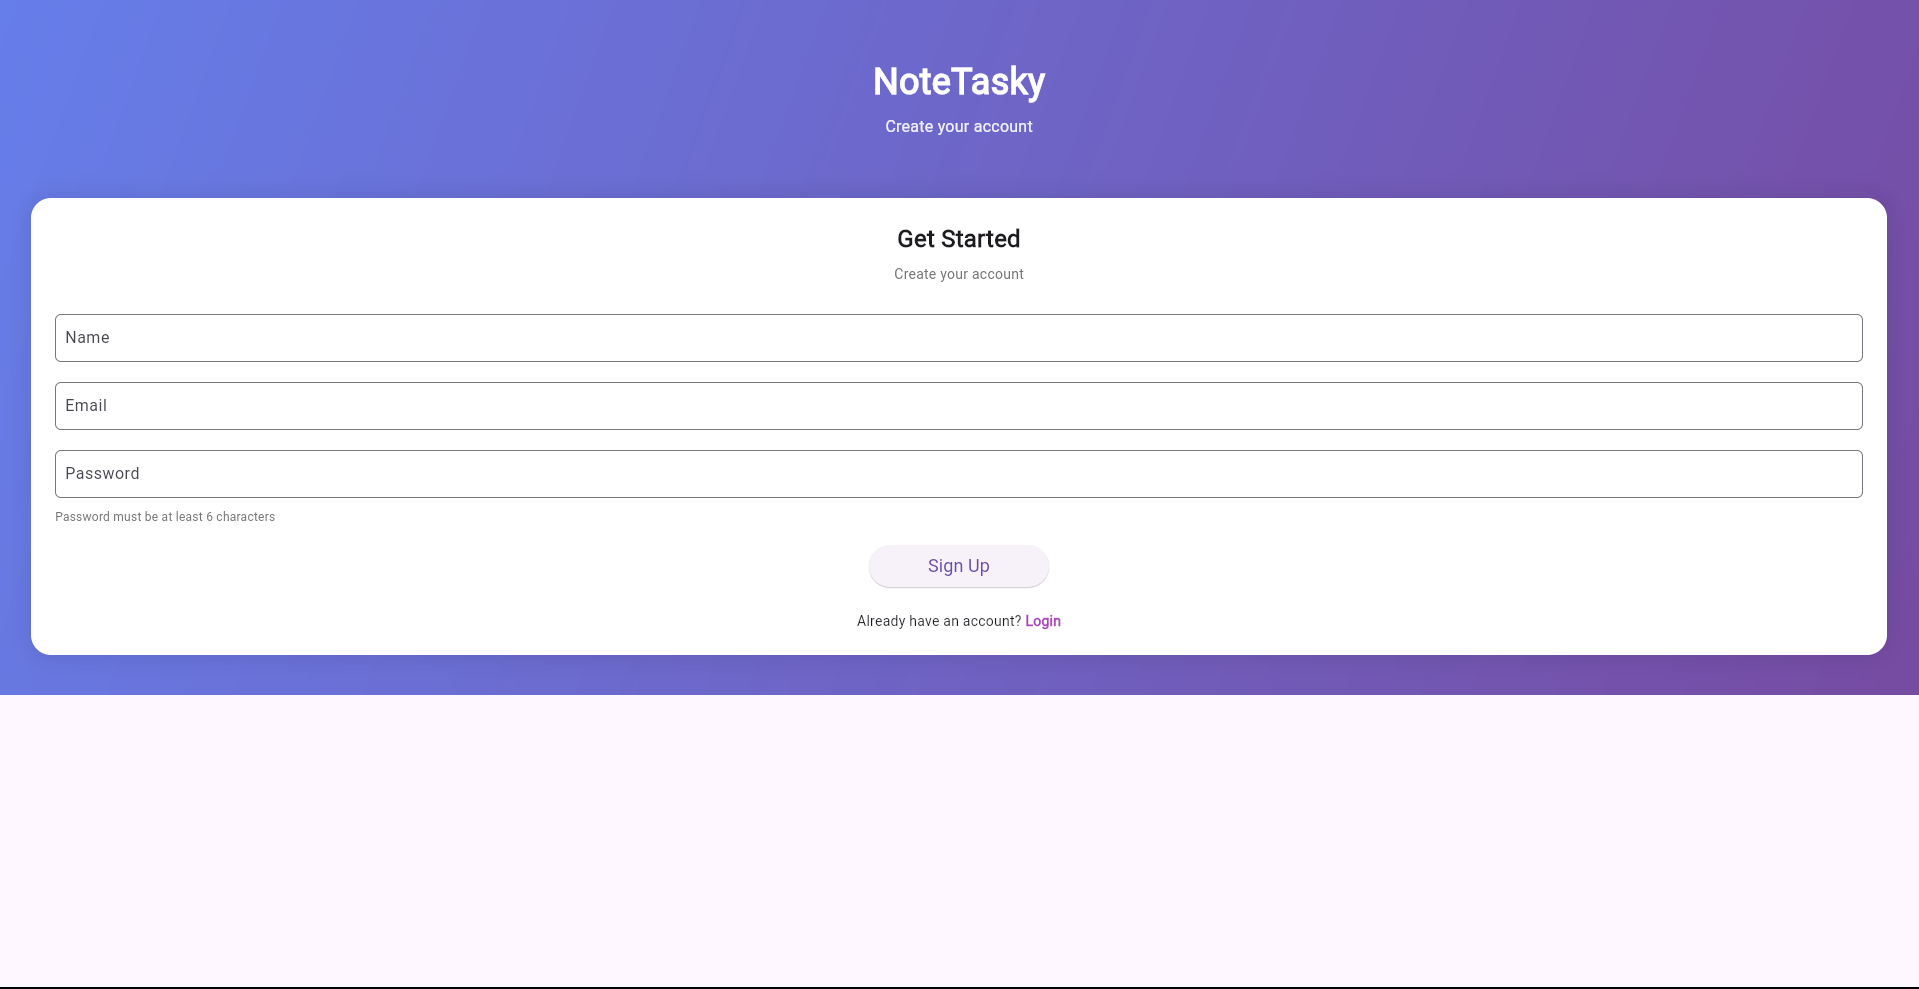 NoteTasky
Create your account
Get Started
Create your account
Name
Email
Password
Password must be at least 6 characters
Sign Up
Already have an account? Login